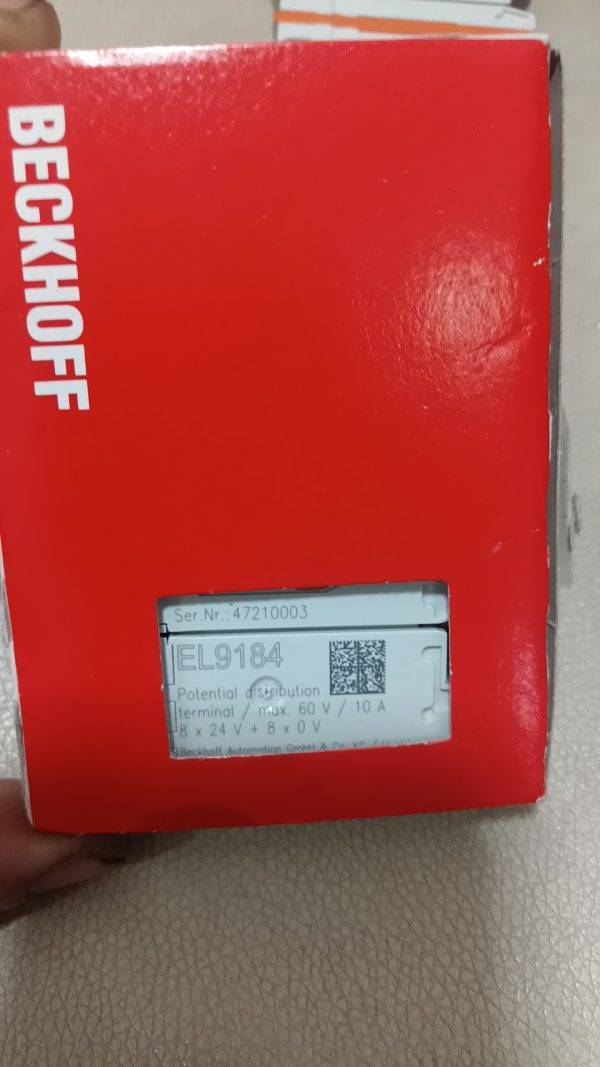 BECKHOFF
Ser.Nr.:47210003
EL9184
Potential distribution
terminal / max. 60 V / 10 A
8 x 24 V + 8 x 0 V
Beckhoff Automation GmbH & Co. KG